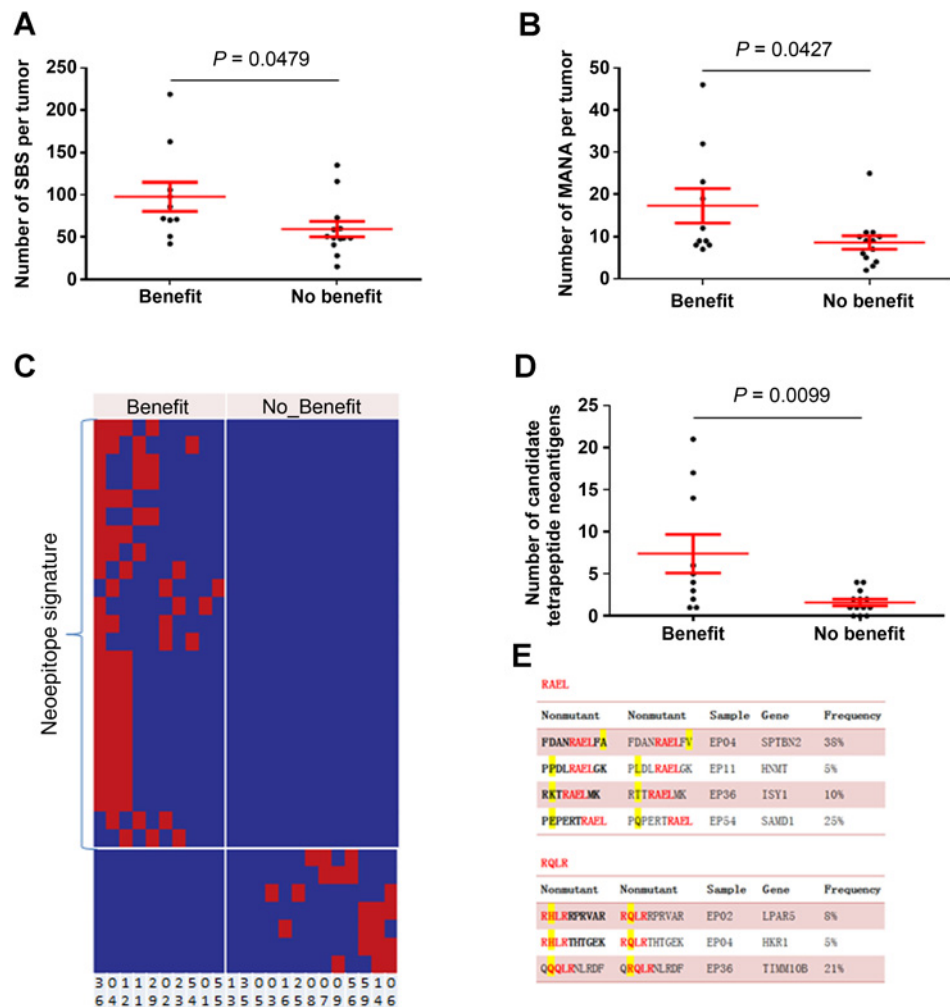 A
P = 0.0479
Number of SBS per tumor
250
200
150
100
50
0
Benefit
No benefit
B
P = 0.0427
Number of MANA per tumor
50
40
30
20
10
0
Benefit
No benefit
C
Benefit
No_Benefit
Neoepitope signature
D
P = 0.0099
Number of candidate
tetrapeptide neoantigens
25
20
15
10
5
0
Benefit
No benefit
E
RAEL
Nonmutant Nonmutant Sample Gene Frequency
FDANRAELFA FDANRAELFV EP04 SPTBN2 38%
PPDLRAELGK PLDLRAELGK EP11 HNMT 5%
RKTRAELMK RTTRAELMK EP36 ISY1 10%
PEPERTRAEL PQPERTRAEL EP54 SAMD1 25%
RQLR
Nonmutant Nonmutant Sample Gene Frequency
RHLRRPRVAR RQLRRPRVAR EP02 LPAR5 8%
RHLRTHTGEK RQLRTHTGEK EP04 HKR1 5%
QQQLRNLRDF QRQLRNLRDF EP36 TIMM10B 21%